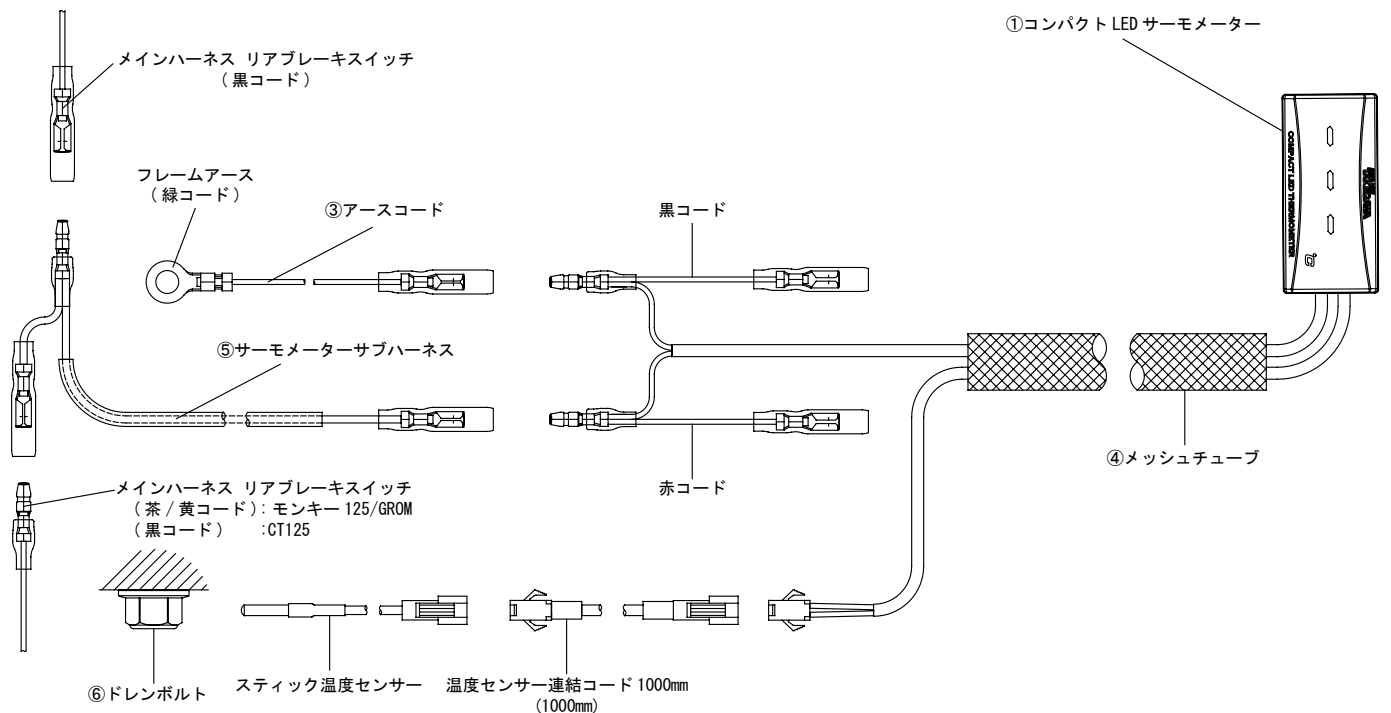 ①コンパクト LED サーモメーター
メインハーネス リアブレーキスイッチ
(黒コード)
フレームアース
(緑コード)
③アースコード
黒コード
COMPACT LED THERMOMETER
℃
⑤サーモメーターサブハーネス
④メッシュチューブ
赤コード
メインハーネス リアブレーキスイッチ
(茶/黄コード): モンキー 125/GROM
(黒コード) :CT125
⑥ドレンボルト
スティック温度センサー
温度センサー連結コード 1000mm
(1000mm)